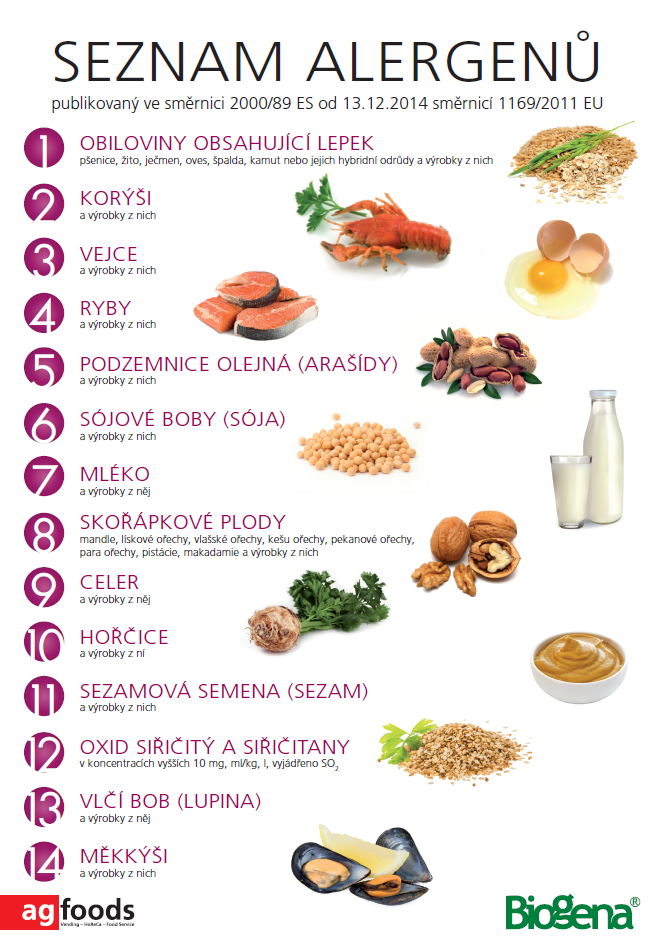 SEZNAM ALERGENŮ
publikovaný ve směrnici 2000/89 ES od 13.12.2014 směrnicí 1169/2011 EU
1 OBILOVINY OBSAHUJÍCÍ LEPEK
pšenice, žito, ječmen, oves, špalda, kamut nebo jejich hybridní odrůdy a výrobky z nich
2 KORÝŠI
a výrobky z nich
3 VEJCE
a výrobky z nich
4 RYBY
a výrobky z nich
5 PODZEMNICE OLEJNÁ (ARAŠÍDY)
a výrobky z nich
6 SÓJOVÉ BOBY (SÓJA)
a výrobky z nich
7 MLÉKO
a výrobky z něj
8 SKOŘÁPKOVÉ PLODY
mandle, lískové ořechy, vlašské ořechy, kešu ořechy, pekanové ořechy,
para ořechy, pistácie, makadamie a výrobky z nich
9 CELER
a výrobky z něj
10 HOŘČICE
a výrobky z ní
11 SEZAMOVÁ SEMENA (SEZAM)
a výrobky z nich
12 OXID SIŘIČITÝ A SIŘIČITANY
v koncentracích vyšších 10 mg, ml/kg, l, vyjádřeno SO₂
13 VLČÍ BOB (LUPINA)
a výrobky z něj
14 MĚKKÝŠI
a výrobky z nich
agfoods
Vending – HoReCa – Food Service
Biogena®